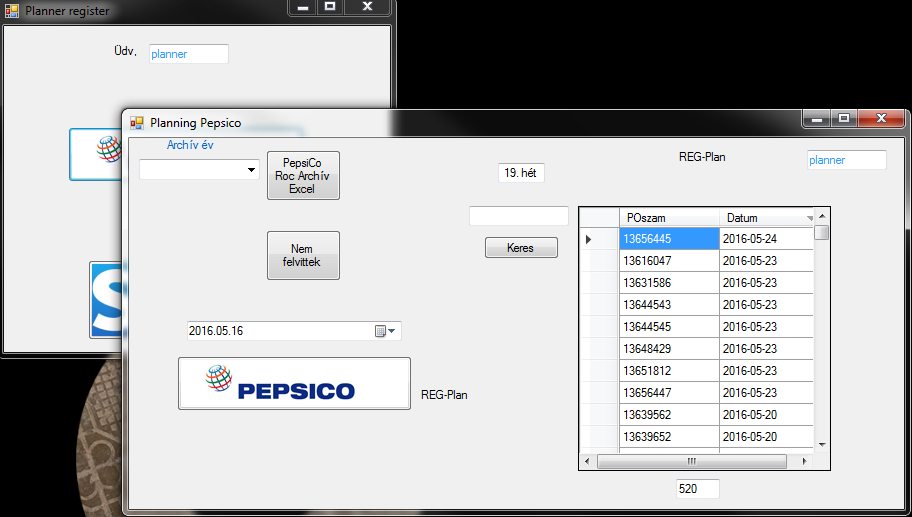 Planner register
Üdv,
planner
Planning Pepsico
Archív év
PepsiCo
Roc Archív
Excel
19. hét
REG-Plan
planner
Keres
Nem
felvittek
POszam Datum
13656445 2016-05-24
13616047 2016-05-23
13631586 2016-05-23
13644543 2016-05-23
13644545 2016-05-23
13648429 2016-05-23
13651812 2016-05-23
13656447 2016-05-23
13639562 2016-05-20
13639652 2016-05-20
2016.05.16
PEPSICO
REG-Plan
520
S